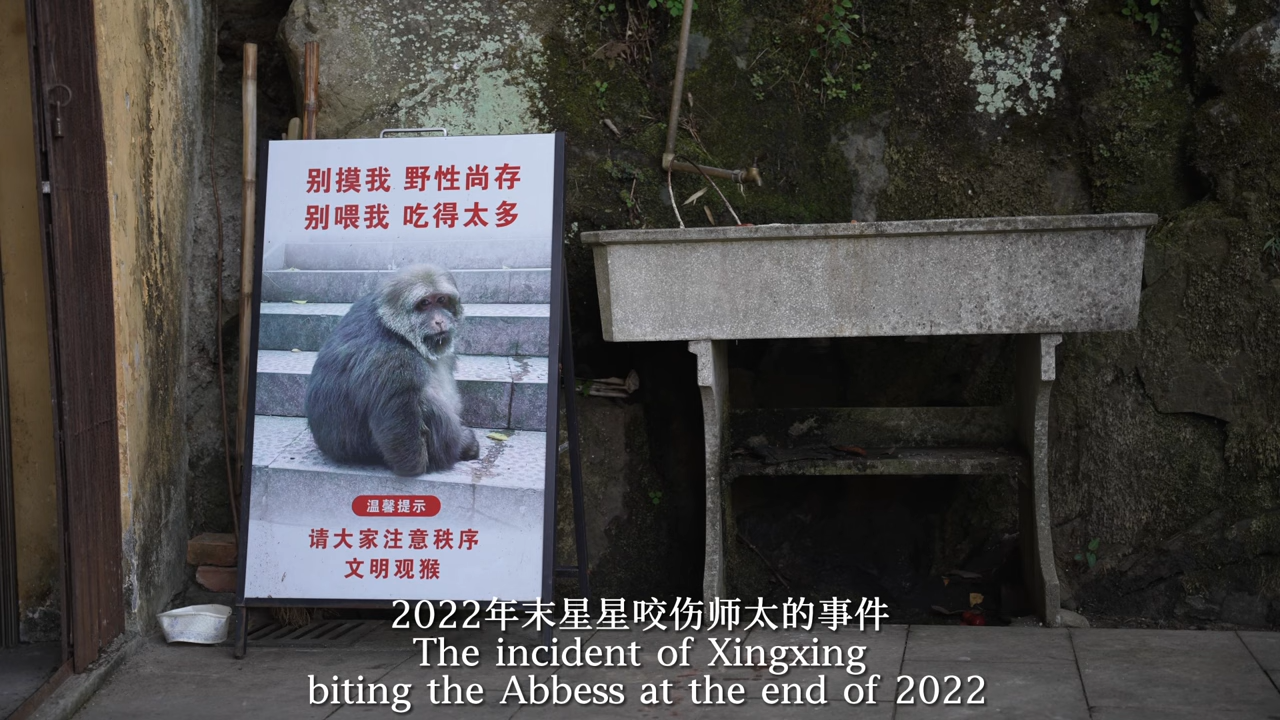 别摸我 野性尚存
别喂我 吃得太多
温馨提示
请大家注意秩序
文明观猴
2022年末星星咬伤师太的事件
The incident of Xingxing
biting the Abbess at the end of 2022